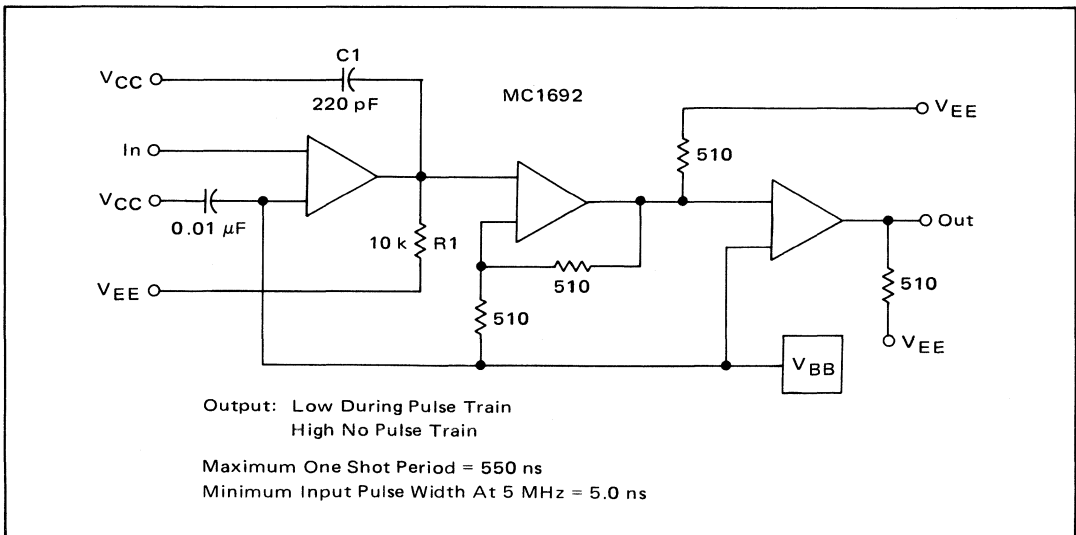 C1
VCC
220 pF
MC1692
VEE
In
510
VCC
0.01 μF
Out
10 k
R1
510
510
VEE
510
VEE
VBB
Output: Low During Pulse Train
High No Pulse Train
Maximum One Shot Period = 550 ns
Minimum Input Pulse Width At 5 MHz = 5.0 ns